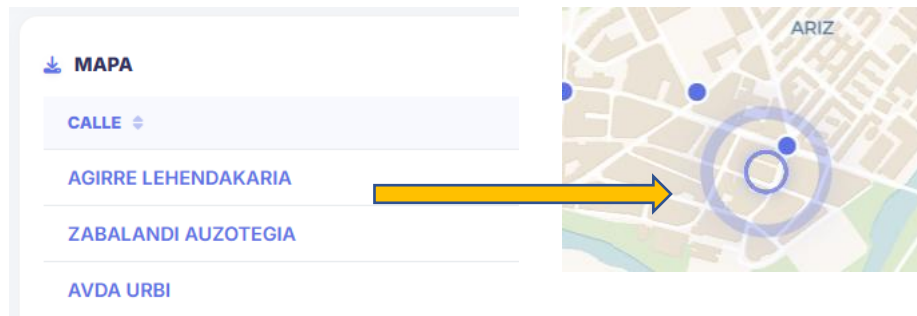 MAPA
CALLE
AGIRRE LEHENDAKARIA
ZABALANDI AUZOTEGIA
AVDA URBI
ARIZ